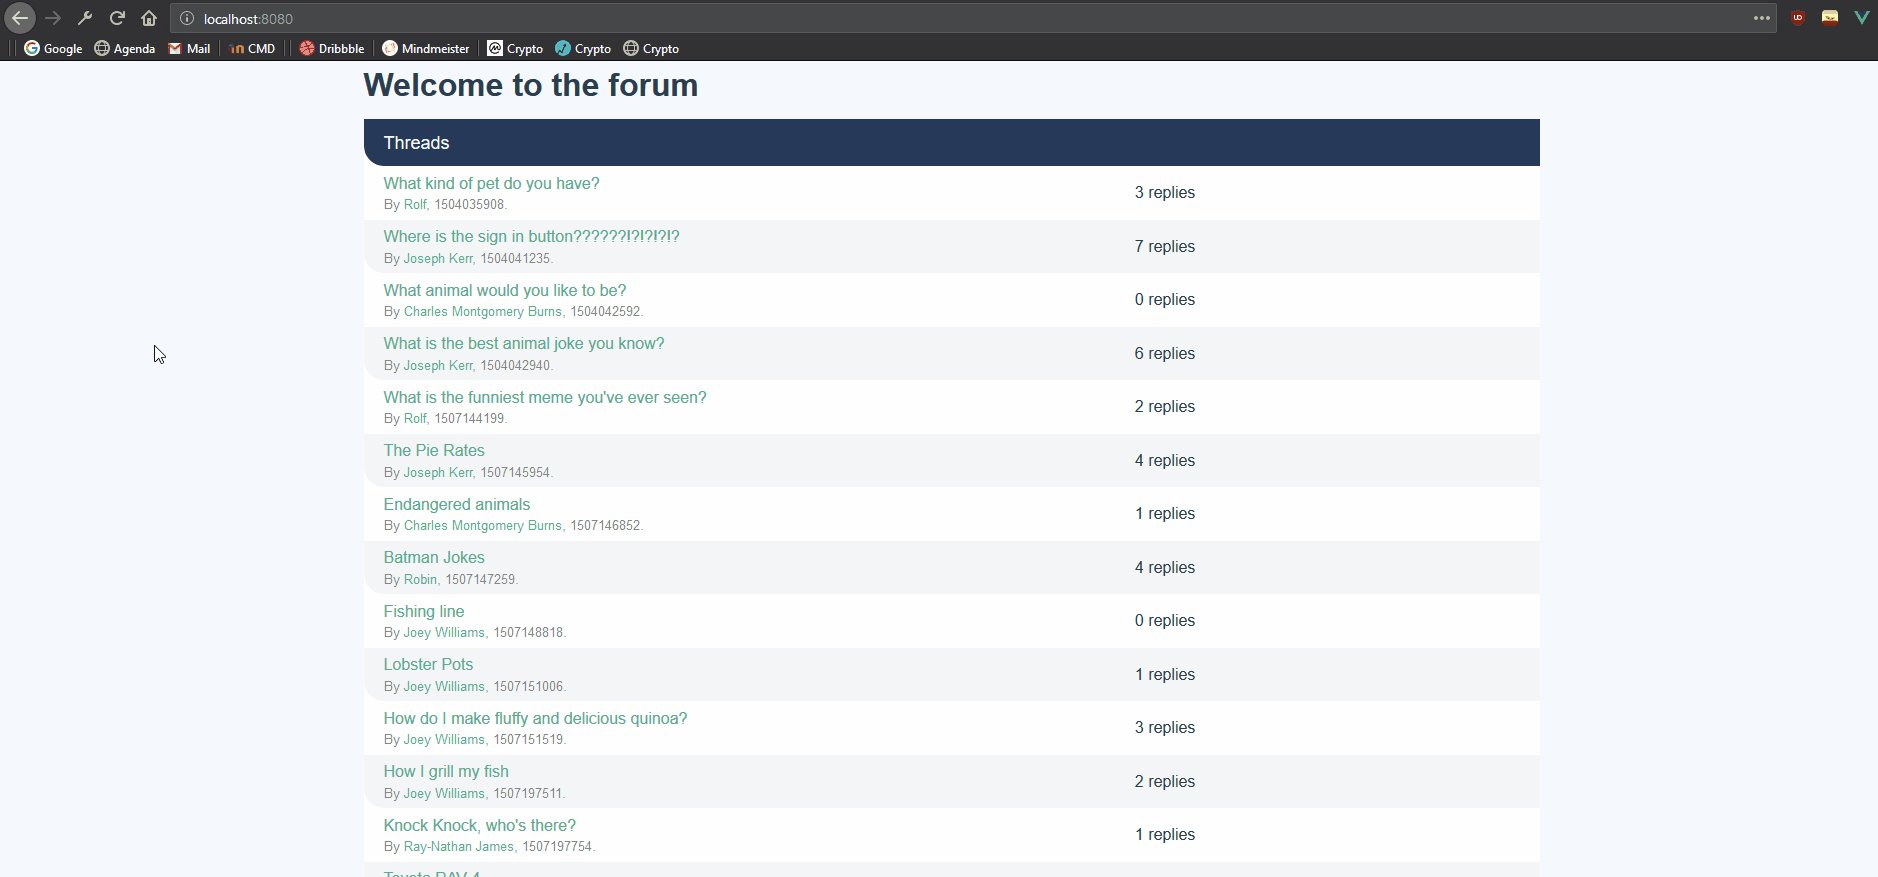 localhost:8080
Google Agenda Mail CMD Dribbble Mindmeister Crypto Crypto Crypto
Welcome to the forum
Threads
What kind of pet do you have?
By Rolf, 1504035908.
3 replies
Where is the sign in button??????!?!?!?!?
By Joseph Kerr, 1504041235.
7 replies
What animal would you like to be?
By Charles Montgomery Burns, 1504042592.
0 replies
What is the best animal joke you know?
By Joseph Kerr, 1504042940.
6 replies
What is the funniest meme you've ever seen?
By Rolf, 1507144199.
2 replies
The Pie Rates
By Joseph Kerr, 1507145954.
4 replies
Endangered animals
By Charles Montgomery Burns, 1507146852.
1 replies
Batman Jokes
By Robin, 1507147259.
4 replies
Fishing line
By Joey Williams, 1507148818.
0 replies
Lobster Pots
By Joey Williams, 1507151006.
1 replies
How do I make fluffy and delicious quinoa?
By Joey Williams, 1507151519.
3 replies
How I grill my fish
By Joey Williams, 1507197511.
2 replies
Knock Knock, who's there?
By Ray-Nathan James, 1507197754.
1 replies
Toyota RAV 4